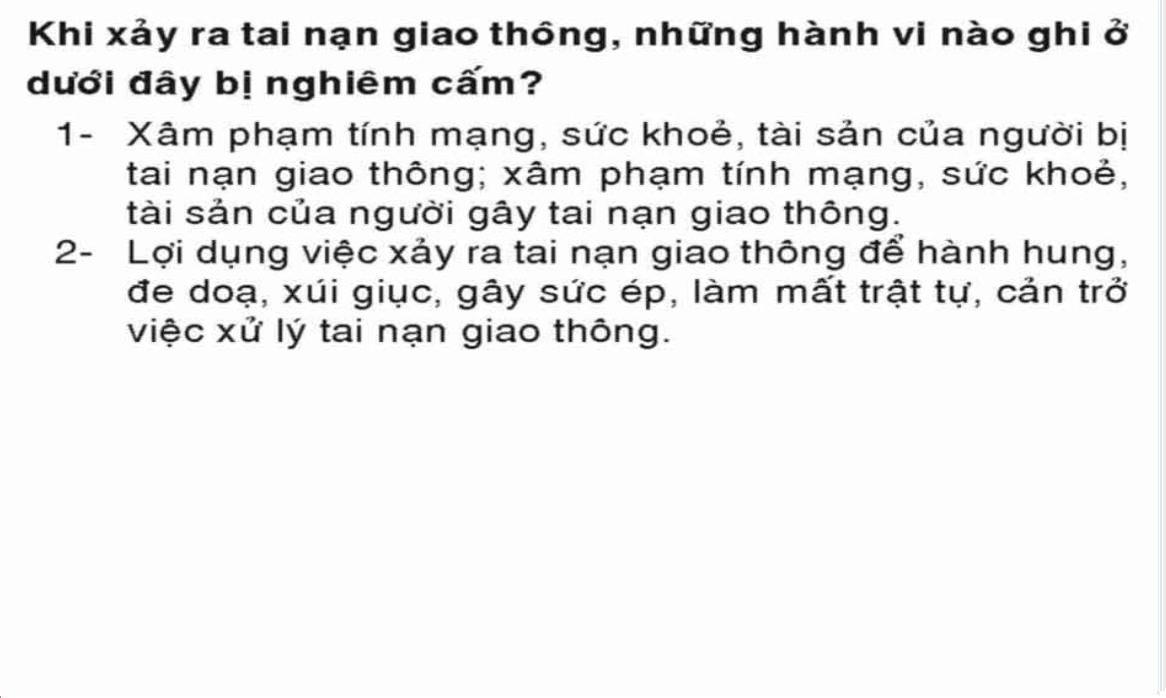 Khi xảy ra tai nạn giao thông, những hành vi nào ghi ở
dưới đây bị nghiêm cấm?
1- Xâm phạm tính mạng, sức khoẻ, tài sản của người bị
tai nạn giao thông; xâm phạm tính mạng, sức khoẻ,
tài sản của người gây tai nạn giao thông.
2- Lợi dụng việc xảy ra tai nạn giao thông để hành hung,
đe doạ, xúi giục, gây sức ép, làm mất trật tự, cản trở
việc xử lý tai nạn giao thông.